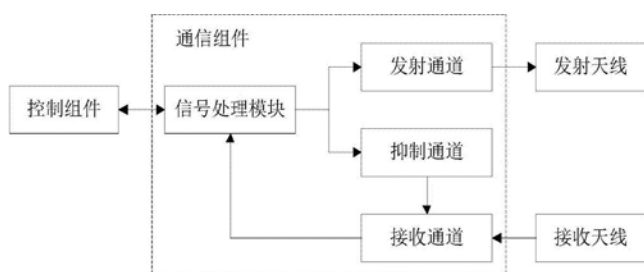 通信组件
发射通道
发射天线
控制组件
信号处理模块
抑制通道
接收通道
接收天线